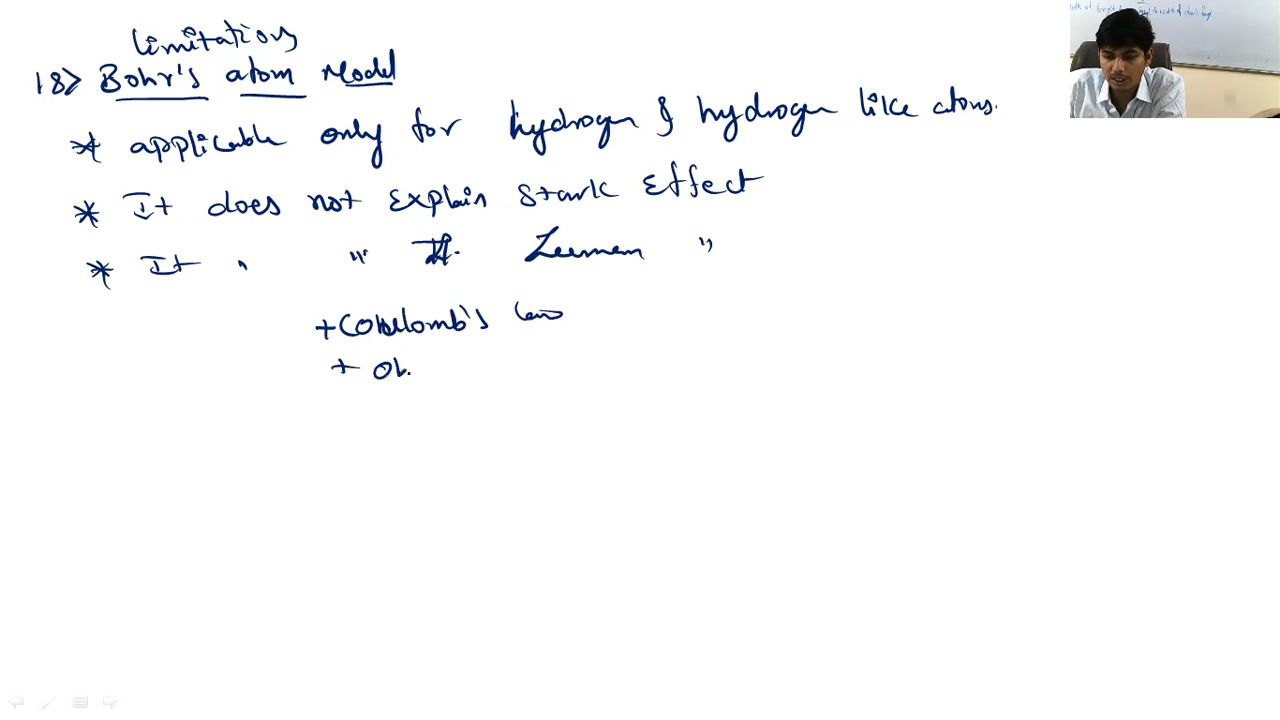 limitations
18> Bohr's atom Model
* applicable only for hydrogen & hydrogen like atoms.
* It does not explain stark Effect
* It " " Zeeman "
+ Coulomb's law
+ Oh